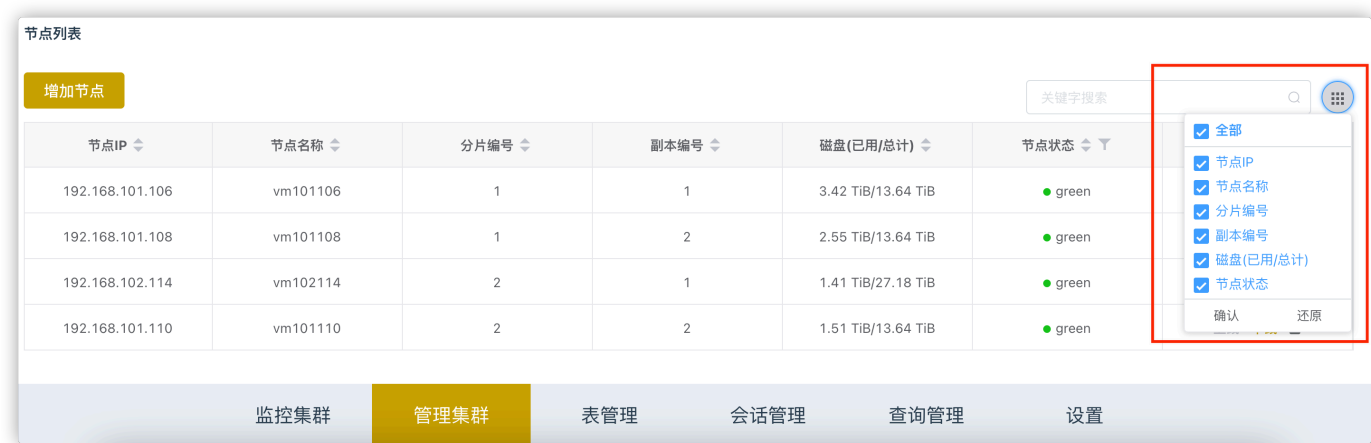 节点列表
增加节点
关键字搜索
节点IP 节点名称 分片编号 副本编号 磁盘(已用/总计) 节点状态
192.168.101.106 vm101106 1 1 3.42 TiB/13.64 TiB green
192.168.101.108 vm101108 1 2 2.55 TiB/13.64 TiB green
192.168.102.114 vm102114 2 1 1.41 TiB/27.18 TiB green
192.168.101.110 vm101110 2 2 1.51 TiB/13.64 TiB green
全部
节点IP
节点名称
分片编号
副本编号
磁盘(已用/总计)
节点状态
确认 还原
监控集群 管理集群 表管理 会话管理 查询管理 设置